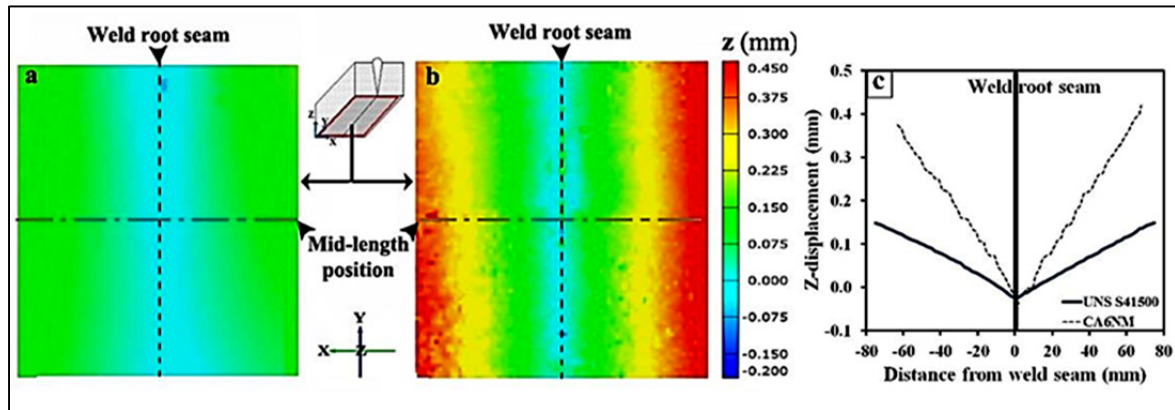 Weld root seam
a
Z
Y
X
Weld root seam
b
Mid-length
position
Y
X
Z
z (mm)
0.450
0.375
0.300
0.225
0.150
0.075
0.000
-0.075
-0.150
-0.200
c
Weld root seam
Z-displacement (mm)
0.5
0.4
0.3
0.2
0.1
0.0
-0.1
UNS S41500
CA6NM
-80 -60 -40 -20 0 20 40 60 80
Distance from weld seam (mm)